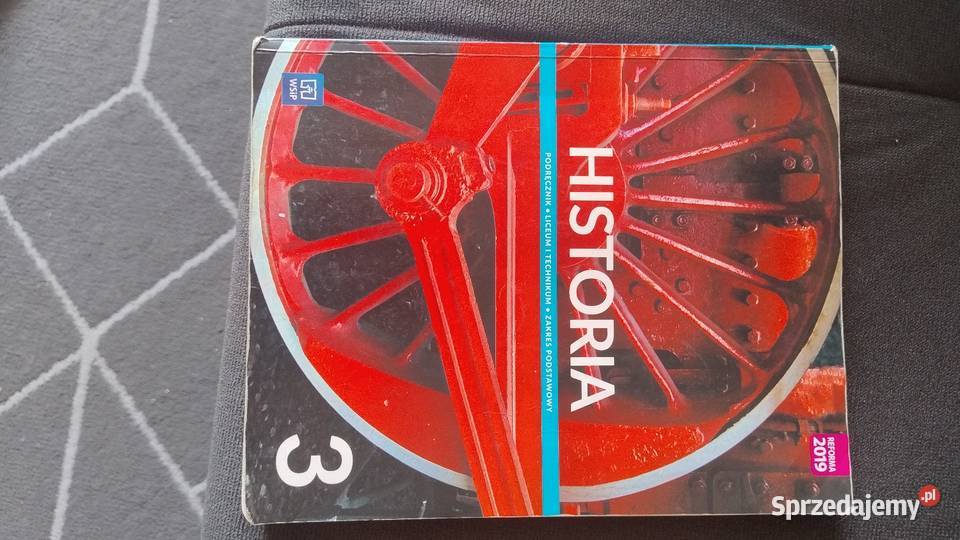 WSiP
HISTORIA
PODRĘCZNIK • LICEUM I TECHNIKUM • ZAKRES PODSTAWOWY
3
REFORMA
2019
Sprzedajemy.pl